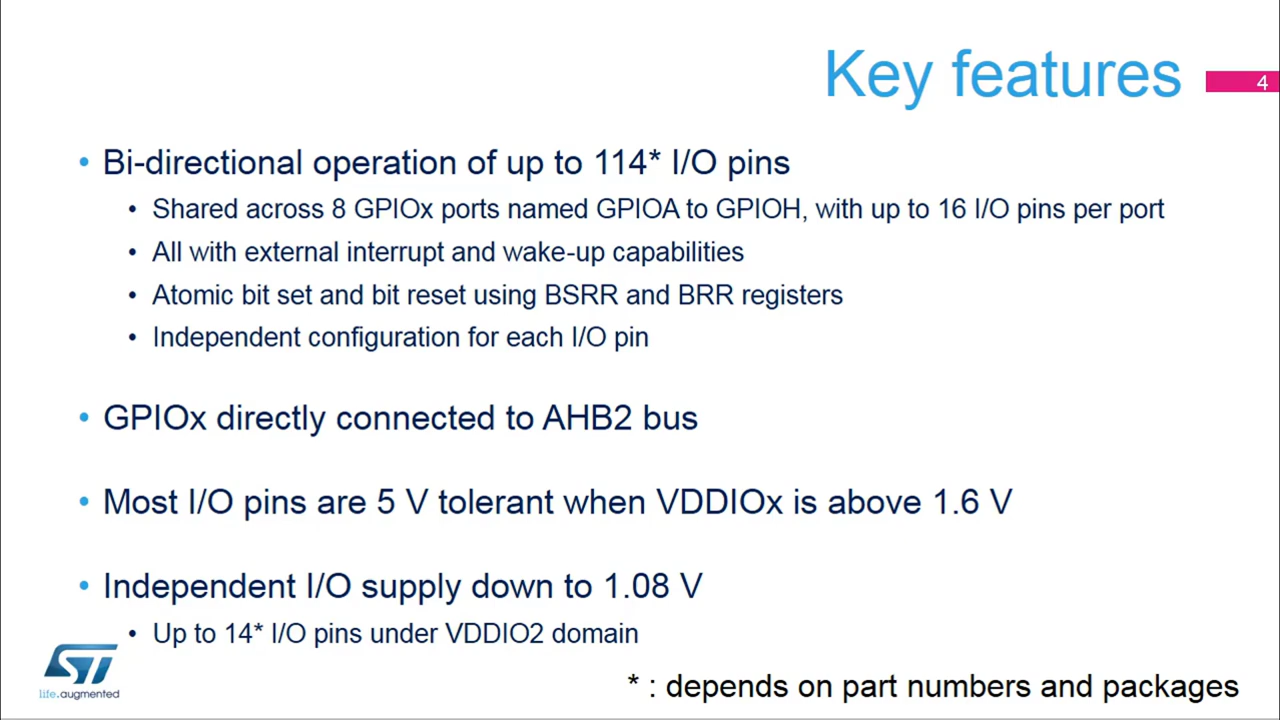 Key features
4
• Bi-directional operation of up to 114* I/O pins
• Shared across 8 GPIOx ports named GPIOA to GPIOH, with up to 16 I/O pins per port
• All with external interrupt and wake-up capabilities
• Atomic bit set and bit reset using BSRR and BRR registers
• Independent configuration for each I/O pin
• GPIOx directly connected to AHB2 bus
• Most I/O pins are 5 V tolerant when VDDIOx is above 1.6 V
• Independent I/O supply down to 1.08 V
• Up to 14* I/O pins under VDDIO2 domain
ST
life.augmented
* : depends on part numbers and packages